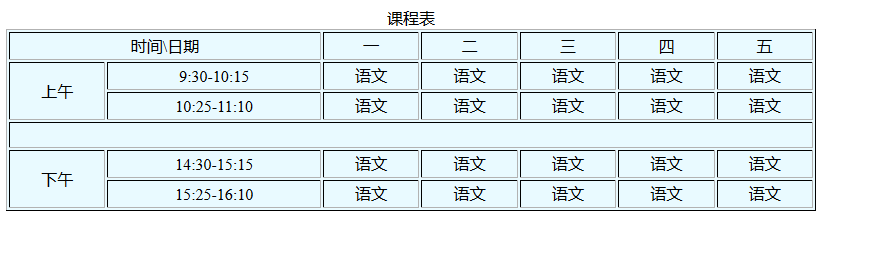 课程表
时间\日期 一 二 三 四 五
上午 9:30-10:15 语文 语文 语文 语文 语文
10:25-11:10 语文 语文 语文 语文 语文
下午 14:30-15:15 语文 语文 语文 语文 语文
15:25-16:10 语文 语文 语文 语文 语文